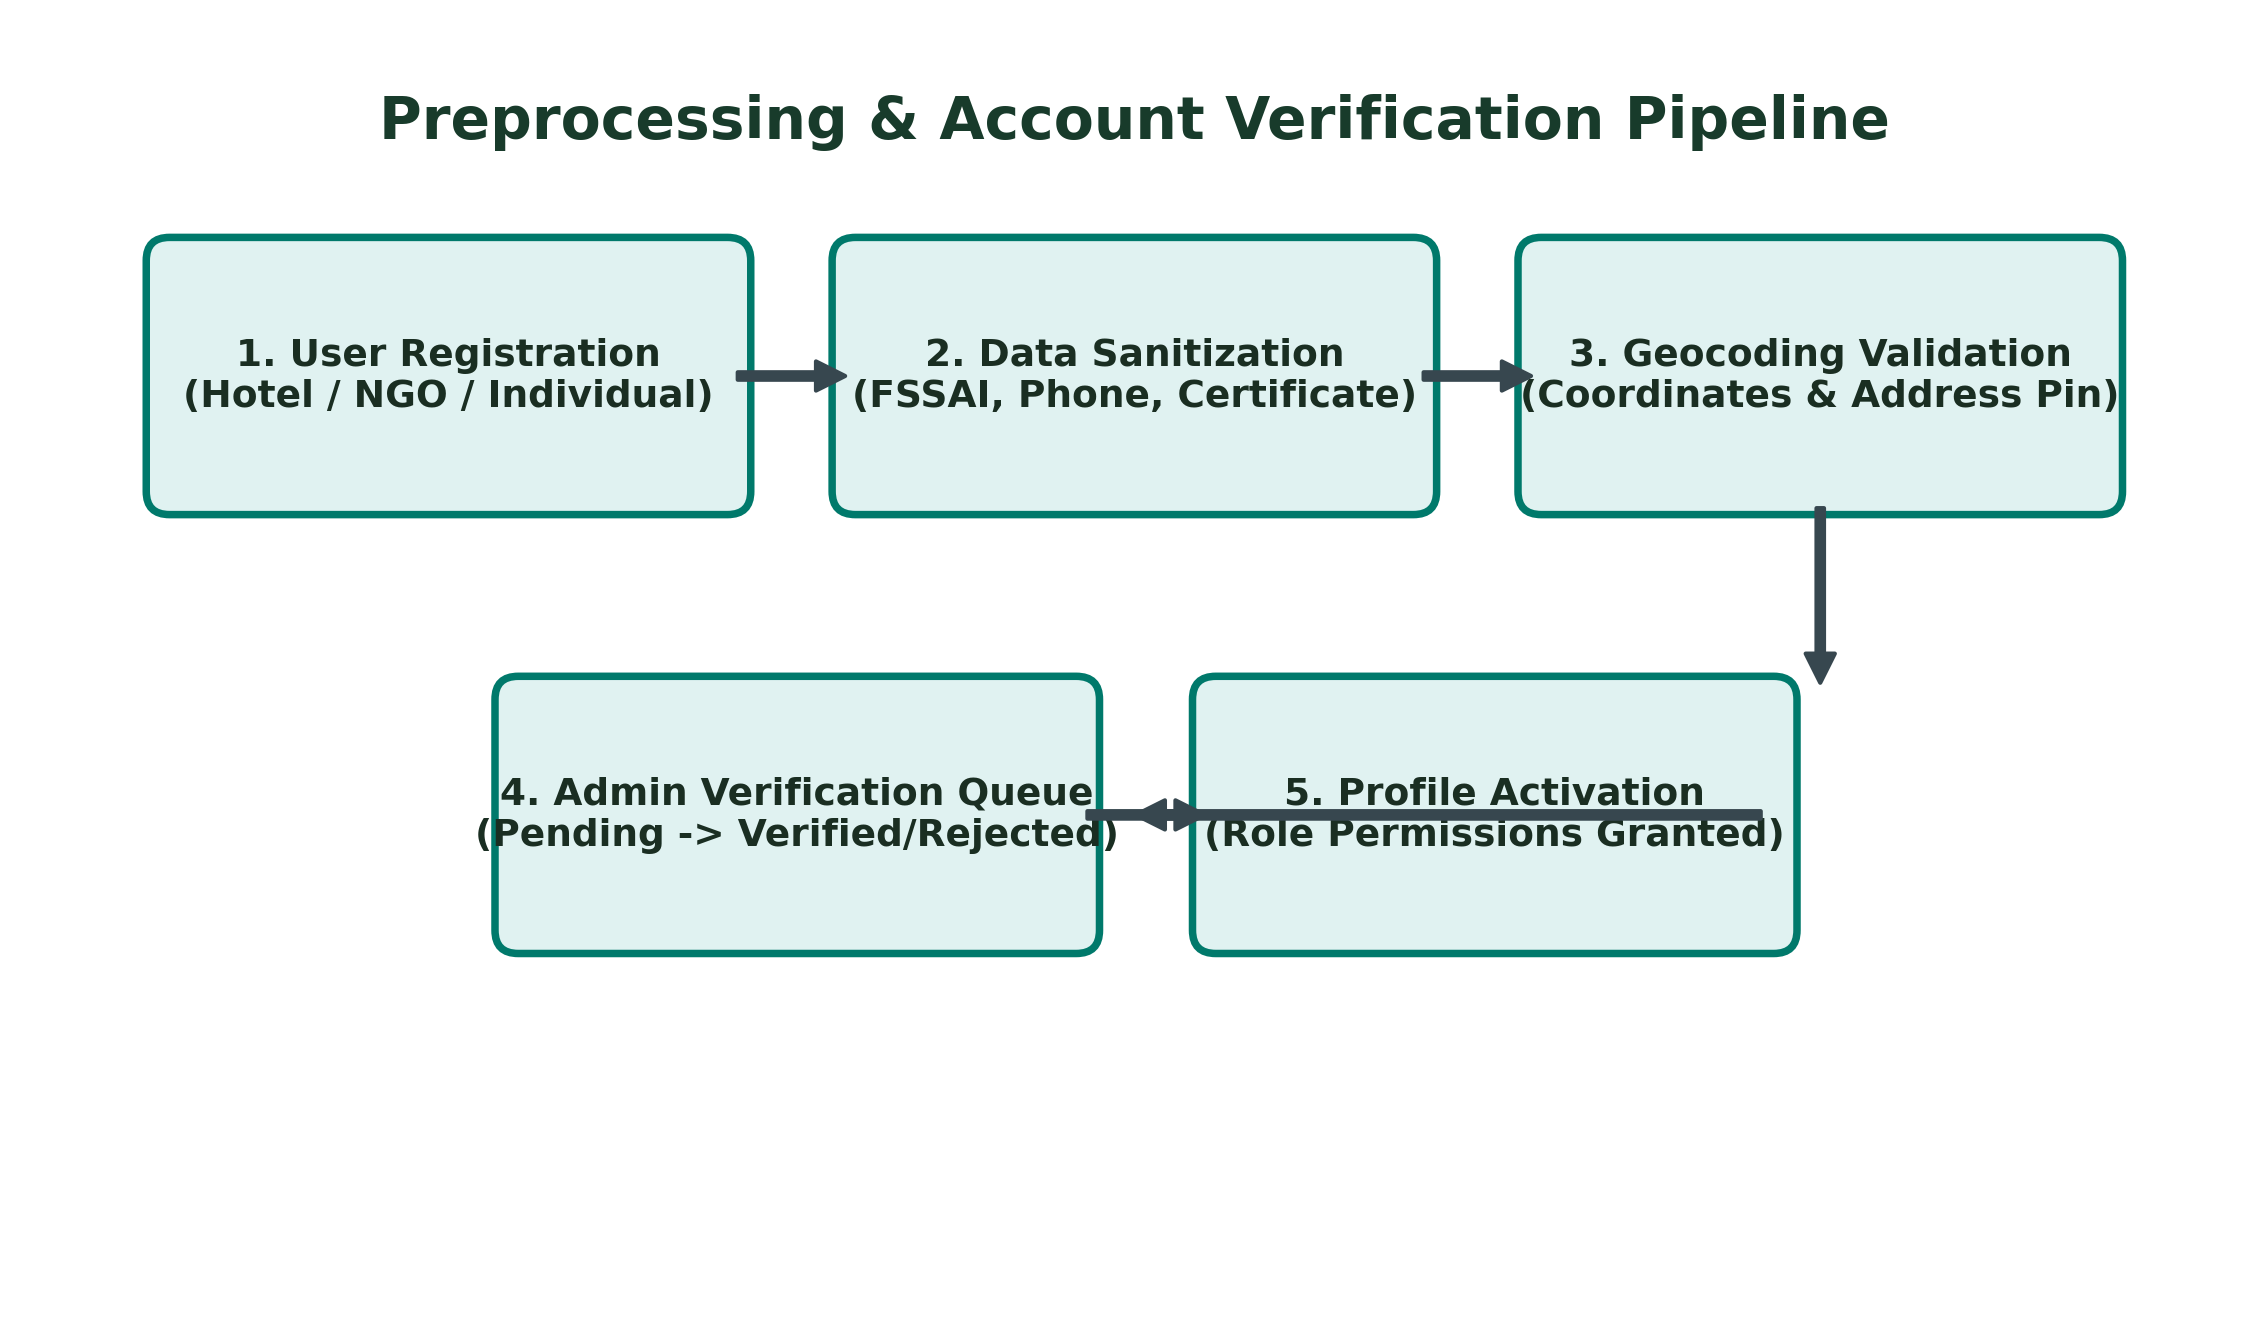 Preprocessing & Account Verification Pipeline
1. User Registration
(Hotel / NGO / Individual)
2. Data Sanitization
(FSSAI, Phone, Certificate)
3. Geocoding Validation
(Coordinates & Address Pin)
4. Admin Verification Queue
(Pending -> Verified/Rejected)
5. Profile Activation
(Role Permissions Granted)